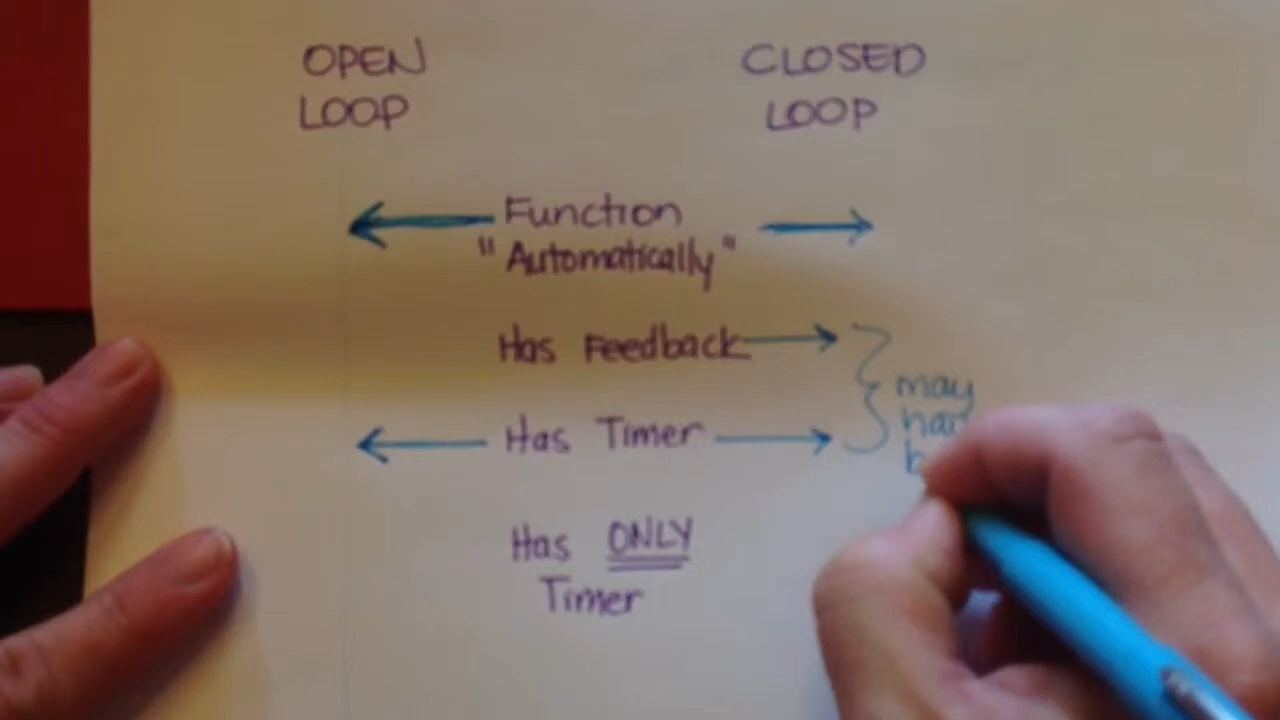 OPEN CLOSED
LOOP LOOP
Function
"Automatically"
Has Feedback
may
Has Timer
Has ONLY
Timer